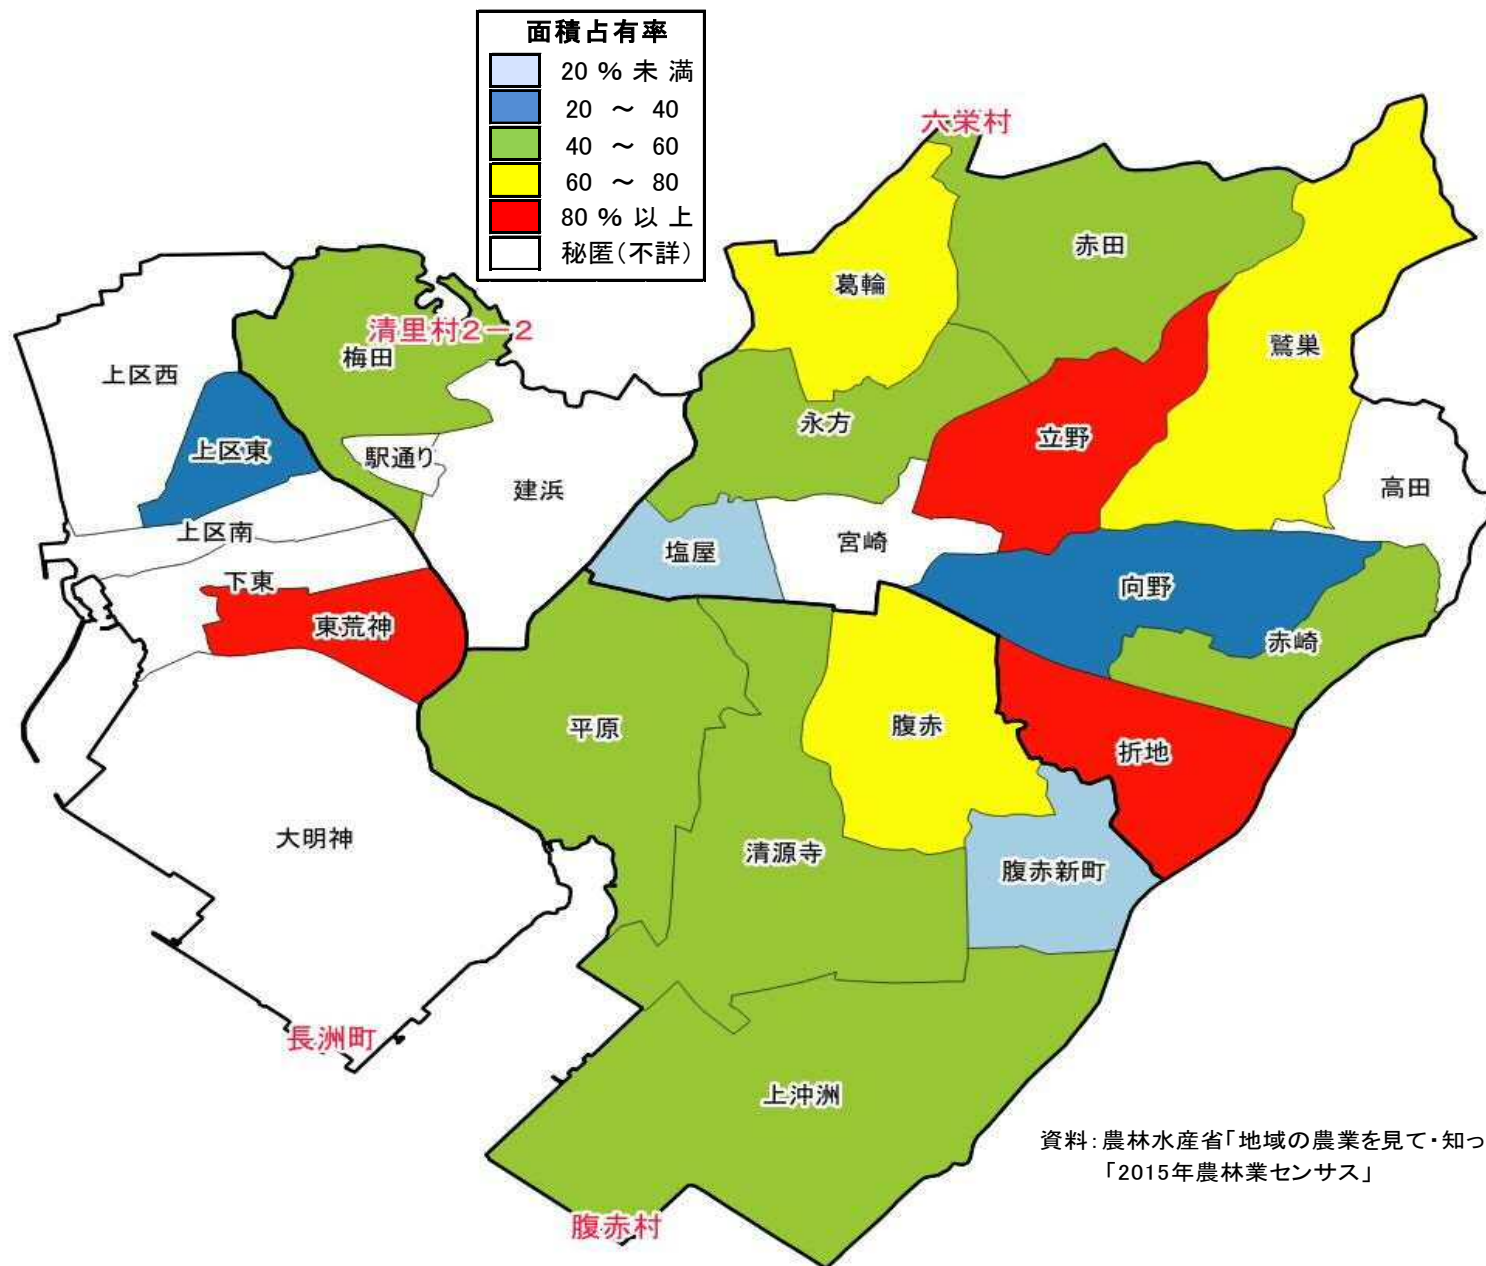 面積占有率
20 % 未 満
20 ～ 40
40 ～ 60
60 ～ 80
80 % 以 上
秘匿(不詳)
六栄村
赤田
葛輪
鷲巣
清里村2－2
梅田
上区西
永方
立野
上区東
駅通り
建浜
高田
上区南
塩屋
宮崎
下東
向野
東荒神
赤崎
平原
腹赤
折地
大明神
清源寺
腹赤新町
長洲町
上沖洲
資料：農林水産省「地域の農業を見て・知っ
「2015年農林業センサス」
腹赤村